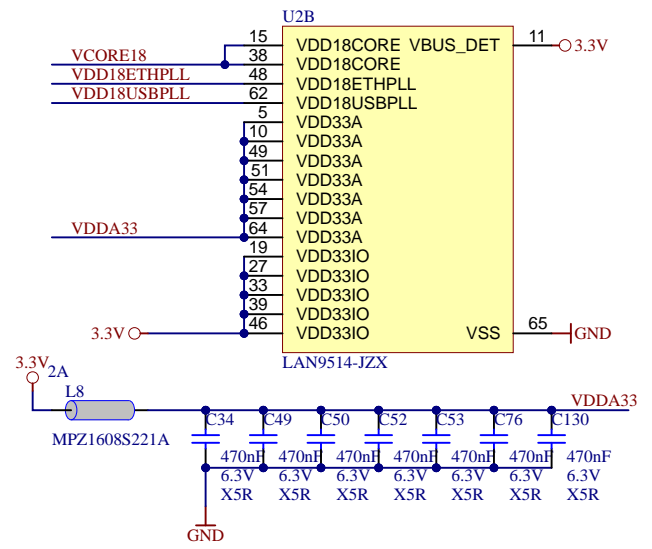 U2B
VCORE18 15 VDD18CORE VBUS_DET 11 3.3V
38 VDD18CORE
VDD18ETHPLL 48 VDD18ETHPLL
VDD18USBPLL 62 VDD18USBPLL
5 VDD33A
10 VDD33A
49 VDD33A
51 VDD33A
54 VDD33A
57 VDD33A
VDDA33 64 VDD33A
19 VDD33IO
27 VDD33IO
33 VDD33IO
39 VDD33IO
3.3V 46 VDD33IO VSS 65 GND
LAN9514-JZX
3.3V 2A
L8 VDDA33
MPZ1608S221A
C34 C49 C50 C52 C53 C76 C130
470nF 470nF 470nF 470nF 470nF 470nF 470nF
6.3V 6.3V 6.3V 6.3V 6.3V 6.3V 6.3V
X5R X5R X5R X5R X5R X5R X5R
GND